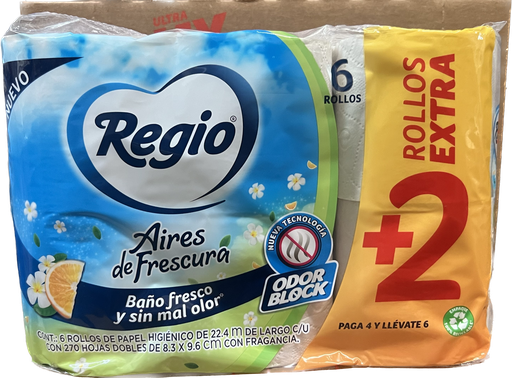 ULTRA
NUEVO
Regio®
Aires
de Frescura
Baño fresco
y sin mal olor®
CONT.: 6 ROLLOS DE PAPEL HIGIÉNICO DE 22.4 m DE LARGO C/U
CON 270 HOJAS DOBLES DE 8.3 X 9.6 CM CON FRAGANCIA.
NUEVA TECNOLOGÍA
ODOR
BLOCK
6
ROLLOS
+2
ROLLOS
EXTRA
PAGA 4 Y LLÉVATE 6